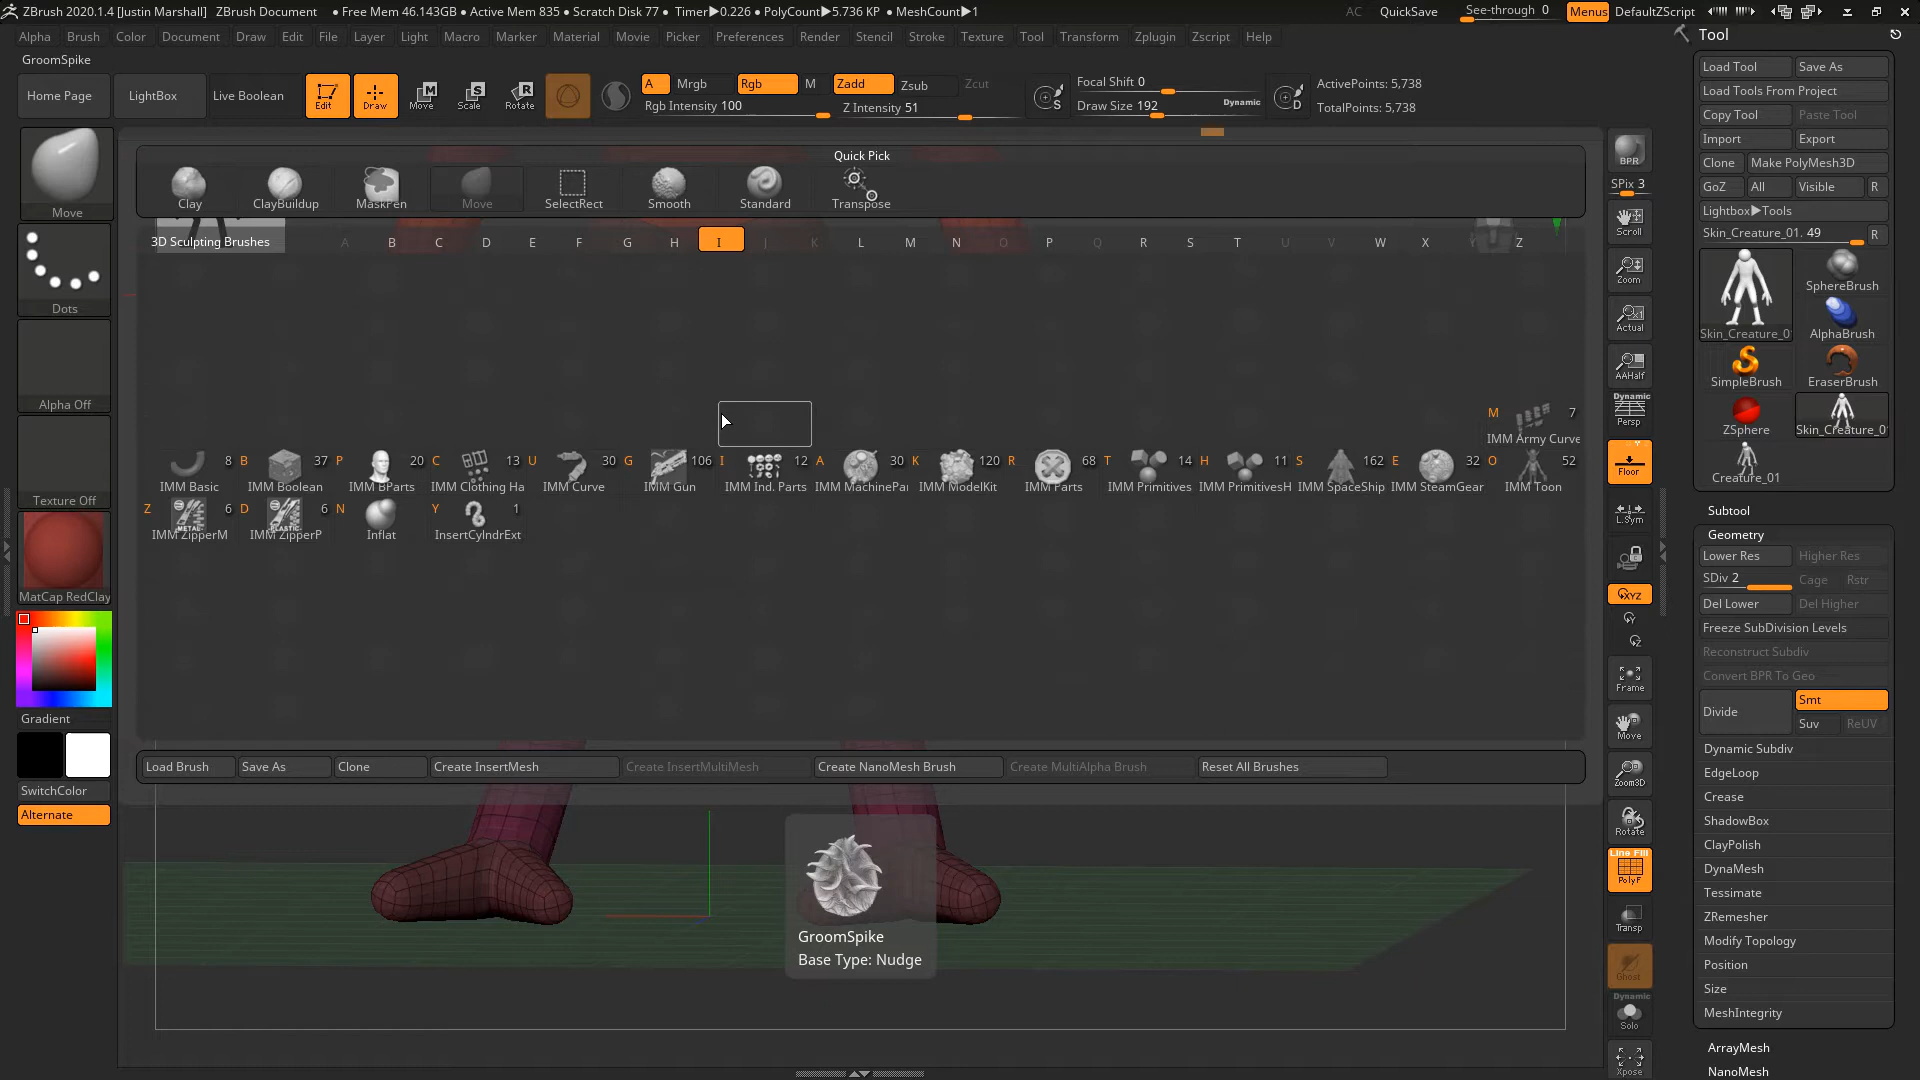 ZBrush 2020.1.4 [Justin Marshall] ZBrush Document ● Free Mem 46.143GB ● Active Mem 835 ● Scratch Disk 77 ● Timer▶0.226 ● PolyCount▶5.736 KP ● MeshCount▶1 AC QuickSave See-through 0 Menus DefaultZScript
Alpha Brush Color Document Draw Edit File Layer Light Macro Marker Material Movie Picker Preferences Render Stencil Stroke Texture Tool Transform Zplugin Zscript Help
GroomSpike
Home Page LightBox Live Boolean Edit Draw Move Scale Rotate
A Mrgb Rgb M Zadd Zsub Zcut
Rgb Intensity 100 Z Intensity 51
S Focal Shift 0
Draw Size 192 Dynamic
D ActivePoints: 5,738
TotalPoints: 5,738
Move
Dots
Alpha Off
Texture Off
MatCap RedClay
Gradient
SwitchColor
Alternate
Quick Pick
Clay ClayBuildup MaskPen Move SelectRect Smooth Standard Transpose
3D Sculpting Brushes A B C D E F G H I J K L M N O P Q R S T U V W X Z
M 7
IMM Army Curve
8 B 37 P 20 C 13 U 30 G 106 I 12 A 30 K 120 R 68 T 14 H 11 S 162 E 32 O 52
IMM Basic IMM Boolean IMM BParts IMM Clothing Ha IMM Curve IMM Gun IMM Ind. Parts IMM MachinePar IMM ModelKit IMM Parts IMM Primitives IMM PrimitivesH IMM SpaceShip IMM SteamGear IMM Toon
Z METAL 6 D PLASTIC 6 N Y 1
IMM ZipperM IMM ZipperP Inflat InsertCylndrExt
Load Brush Save As Clone Create InsertMesh Create InsertMultiMesh Create NanoMesh Brush Create MultiAlpha Brush Reset All Brushes
GroomSpike
Base Type: Nudge
BPR
SPix 3
Scroll
Zoom
Actual
AAHalf
Dynamic
Persp
Floor
L.Sym
XYZ
Y
Z
Frame
Move
Zoom3D
Rotate
Line Fill
PolyF
Transp
Ghost
Dynamic
Solo
Xpose
Tool
Load Tool Save As
Load Tools From Project
Copy Tool Paste Tool
Import Export
Clone Make PolyMesh3D
GoZ All Visible R
Lightbox▶Tools
Skin_Creature_01. 49 R
Skin_Creature_0 SphereBrush
AlphaBrush
SimpleBrush EraserBrush
ZSphere Skin_Creature_0
Creature_01
Subtool
Geometry
Lower Res Higher Res
SDiv 2 Cage Rstr
Del Lower Del Higher
Freeze SubDivision Levels
Reconstruct Subdiv
Convert BPR To Geo
Divide Smt
Suv ReUV
Dynamic Subdiv
EdgeLoop
Crease
ShadowBox
ClayPolish
DynaMesh
Tessimate
ZRemesher
Modify Topology
Position
Size
MeshIntegrity
ArrayMesh
NanoMesh